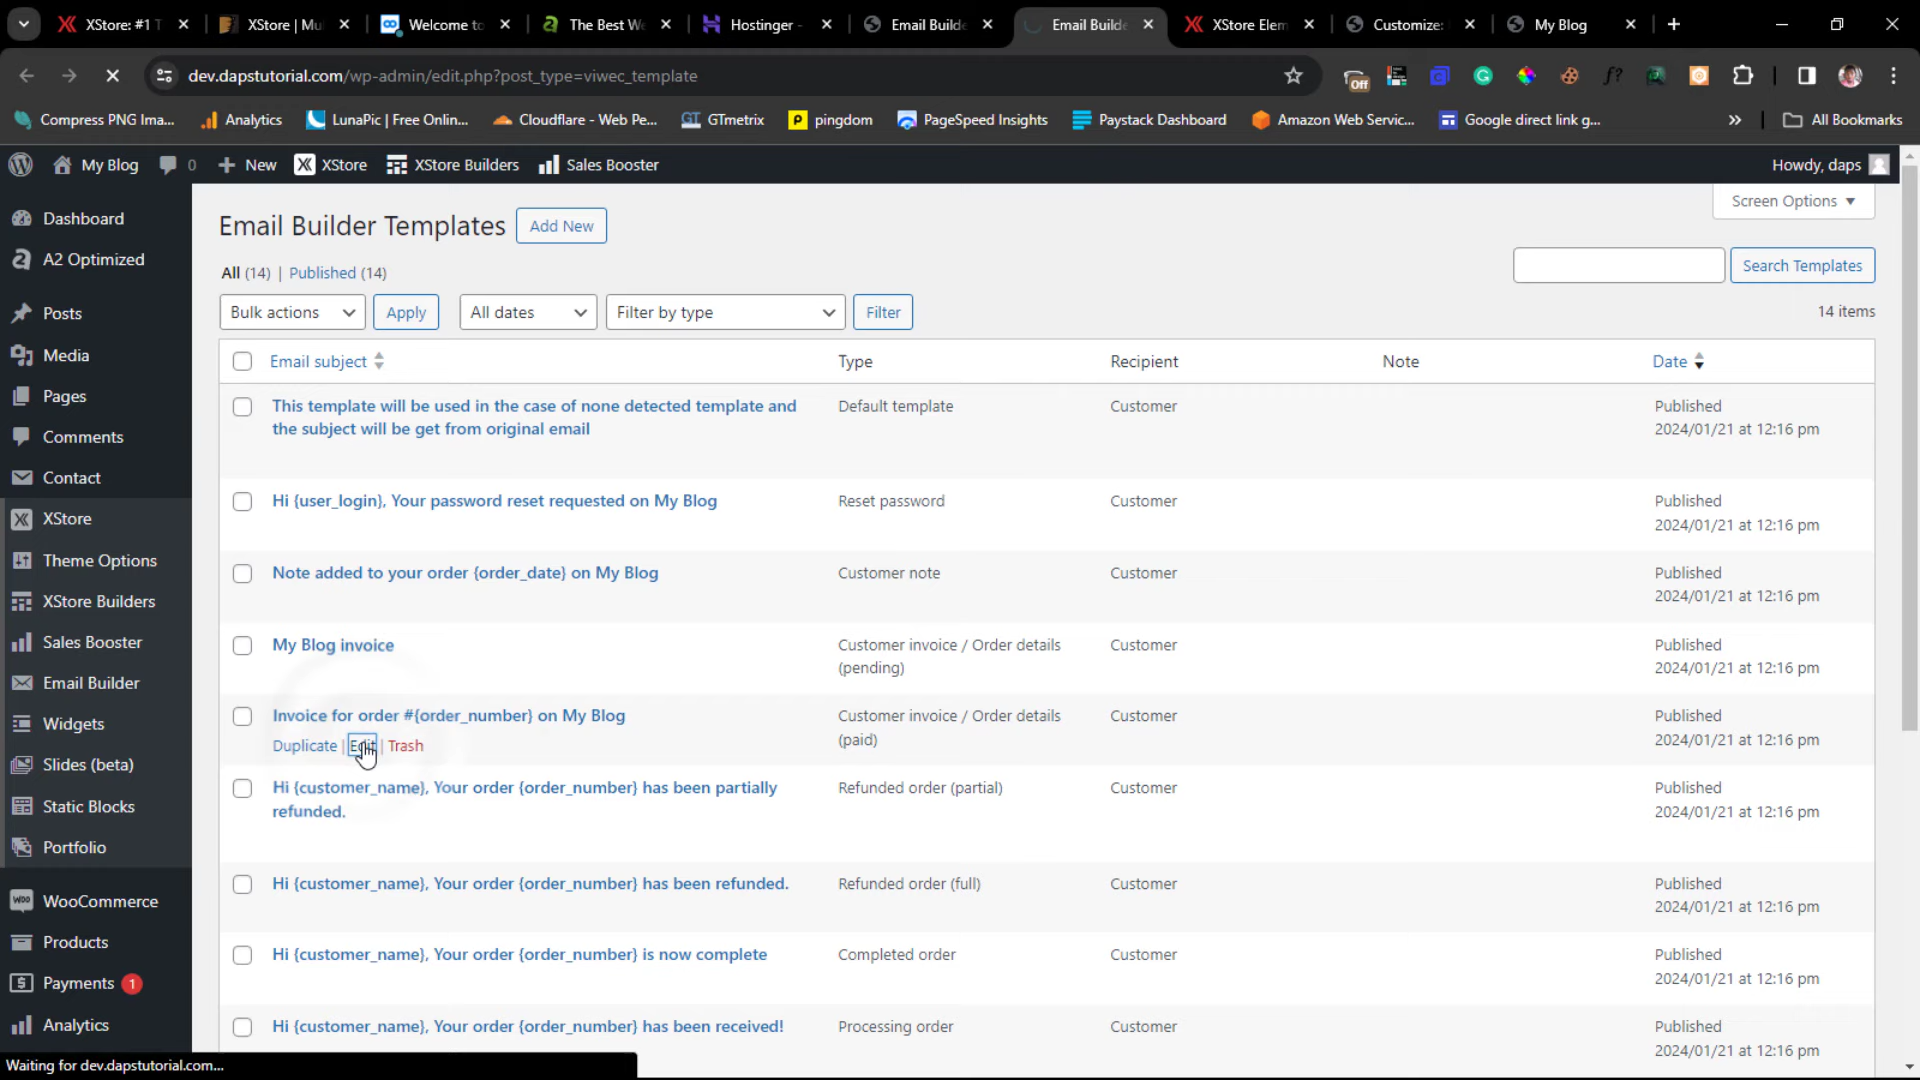 XStore: #1 T
XStore | Mul
Welcome to
The Best We
Hostinger -
Email Builde
Email Builde
XStore Elem
Customize:
My Blog
dev.dapstutorial.com/wp-admin/edit.php?post_type=viwec_template
Off
Compress PNG Ima...
Analytics
LunaPic | Free Onlin...
Cloudflare - Web Pe...
GTmetrix
pingdom
PageSpeed Insights
Paystack Dashboard
Amazon Web Servic...
Google direct link g...
All Bookmarks
My Blog
0
New
XStore
XStore Builders
Sales Booster
Howdy, daps
Dashboard
A2 Optimized
Posts
Media
Pages
Comments
Contact
XStore
Theme Options
XStore Builders
Sales Booster
Email Builder
Widgets
Slides (beta)
Static Blocks
Portfolio
WooCommerce
Products
Payments 1
Analytics
Email Builder Templates
Add New
Screen Options
All (14) | Published (14)
Search Templates
Bulk actions
Apply
All dates
Filter by type
Filter
14 items
Email subject
Type
Recipient
Note
Date
This template will be used in the case of none detected template and
the subject will be get from original email
Default template
Customer
Published
2024/01/21 at 12:16 pm
Hi {user_login}, Your password reset requested on My Blog
Reset password
Customer
Published
2024/01/21 at 12:16 pm
Note added to your order {order_date} on My Blog
Customer note
Customer
Published
2024/01/21 at 12:16 pm
My Blog invoice
Customer invoice / Order details
(pending)
Customer
Published
2024/01/21 at 12:16 pm
Invoice for order #{order_number} on My Blog
Duplicate | Edit | Trash
Customer invoice / Order details
(paid)
Customer
Published
2024/01/21 at 12:16 pm
Hi {customer_name}, Your order {order_number} has been partially
refunded.
Refunded order (partial)
Customer
Published
2024/01/21 at 12:16 pm
Hi {customer_name}, Your order {order_number} has been refunded.
Refunded order (full)
Customer
Published
2024/01/21 at 12:16 pm
Hi {customer_name}, Your order {order_number} is now complete
Completed order
Customer
Published
2024/01/21 at 12:16 pm
Hi {customer_name}, Your order {order_number} has been received!
Processing order
Customer
Published
2024/01/21 at 12:16 pm
Waiting for dev.dapstutorial.com...